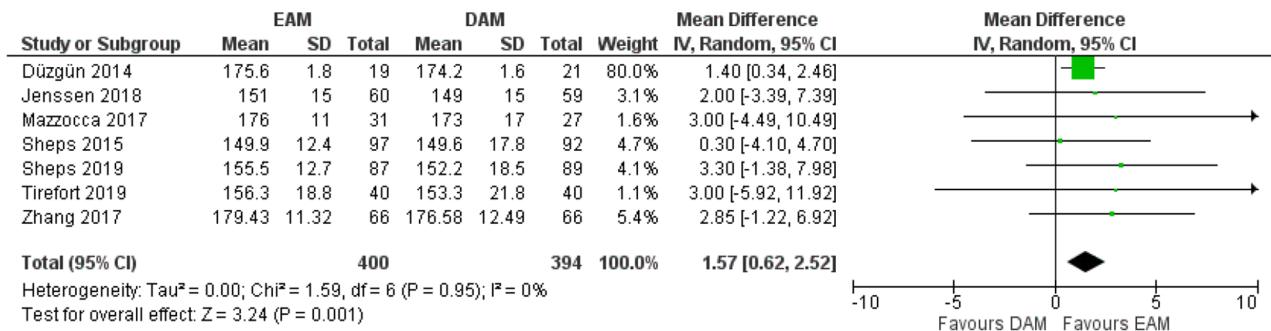 EAM DAM Mean Difference Mean Difference
Study or Subgroup Mean SD Total Mean SD Total Weight IV, Random, 95% CI IV, Random, 95% CI
Düzgün 2014 175.6 1.8 19 174.2 1.6 21 80.0% 1.40 [0.34, 2.46]
Jenssen 2018 151 15 60 149 15 59 3.1% 2.00 [-3.39, 7.39]
Mazzocca 2017 176 11 31 173 17 27 1.6% 3.00 [-4.49, 10.49]
Sheps 2015 149.9 12.4 97 149.6 17.8 92 4.7% 0.30 [-4.10, 4.70]
Sheps 2019 155.5 12.7 87 152.2 18.5 89 4.1% 3.30 [-1.38, 7.98]
Tirefort 2019 156.3 18.8 40 153.3 21.8 40 1.1% 3.00 [-5.92, 11.92]
Zhang 2017 179.43 11.32 66 176.58 12.49 66 5.4% 2.85 [-1.22, 6.92]
Total (95% CI) 400 394 100.0% 1.57 [0.62, 2.52]
Heterogeneity: Tau² = 0.00; Chi² = 1.59, df = 6 (P = 0.95); I² = 0%
Test for overall effect: Z = 3.24 (P = 0.001)
-10 -5 0 5 10
Favours DAM Favours EAM